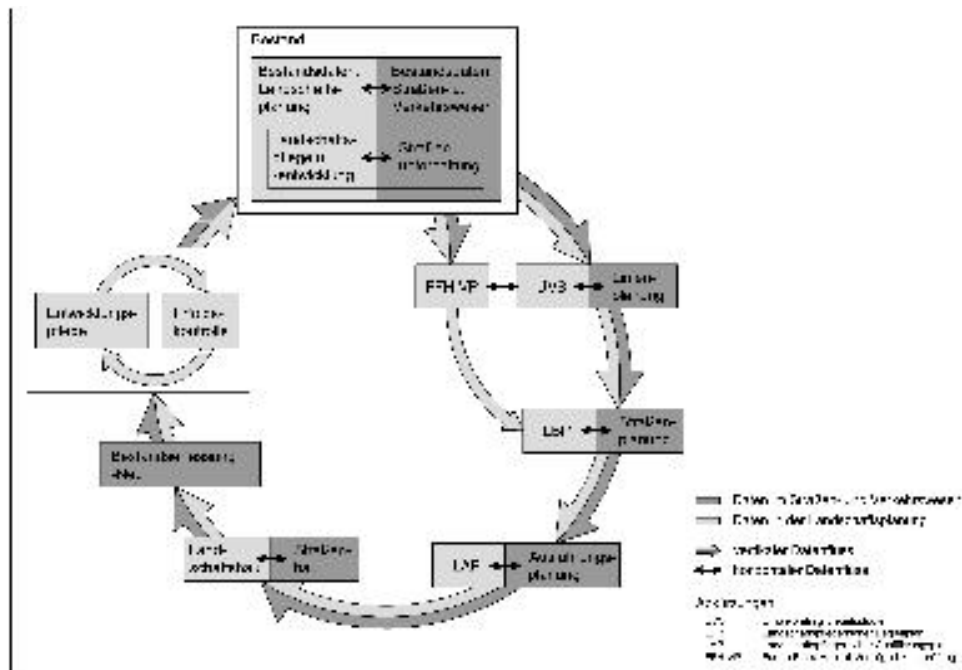 Bestand
Bestandsdaten
Landschafts-
planung
Bestandsdaten
Straßen- u.
Verkehrswesen
Landschafts-
pflege u.
-entwicklung
Straßen-
unterhaltung
FFH-VP
UVS
Linien-
planung
Entwicklungs-
pflege
Erfolgs-
kontrolle
LBP
Straßen-
planung
Bestandserfassung
-Neu
Land-
schaftsbau
Straßen-
bau
LAP
Ausführungs-
planung
Daten im Straßen- und Verkehrswesen
Daten in der Landschaftsplanung
vertikaler Datenfluss
horizontaler Datenfluss
Abkürzungen